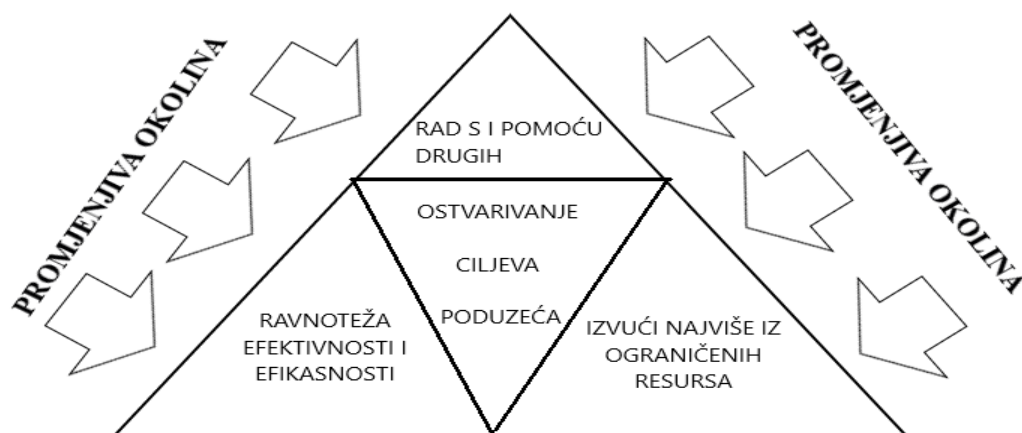 PROMJENJIVA OKOLINA
PROMJENJIVA OKOLINA
RAD S I POMOĆU
DRUGIH
OSTVARIVANJE
CILJEVA
PODUZEĆA
RAVNOTEŽA
EFEKTIVNOSTI I
EFIKASNOSTI
IZVUĆI NAJVIŠE IZ
OGRANIČENIH
RESURSA